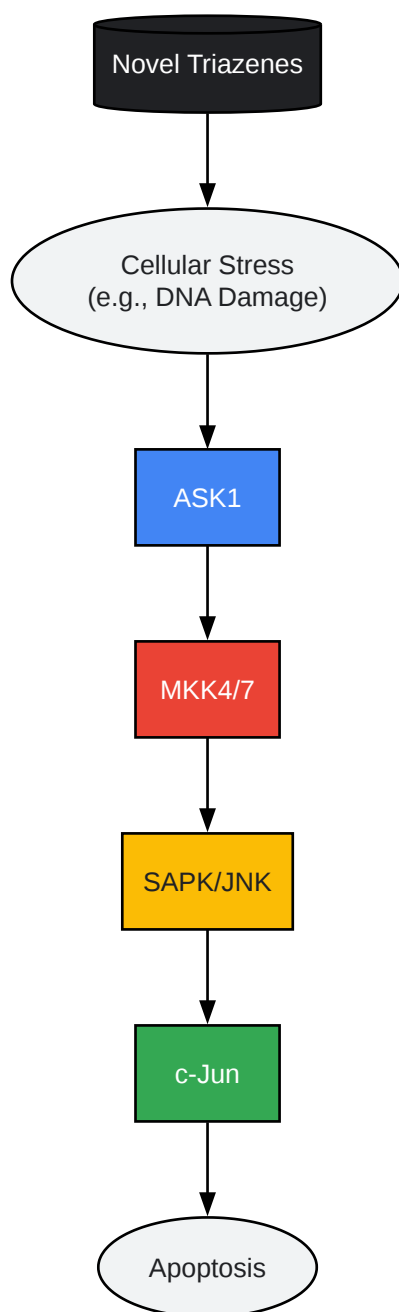 Novel Triazenes
Cellular Stress
(e.g., DNA Damage)
ASK1
MKK4/7
SAPK/JNK
c-Jun
Apoptosis